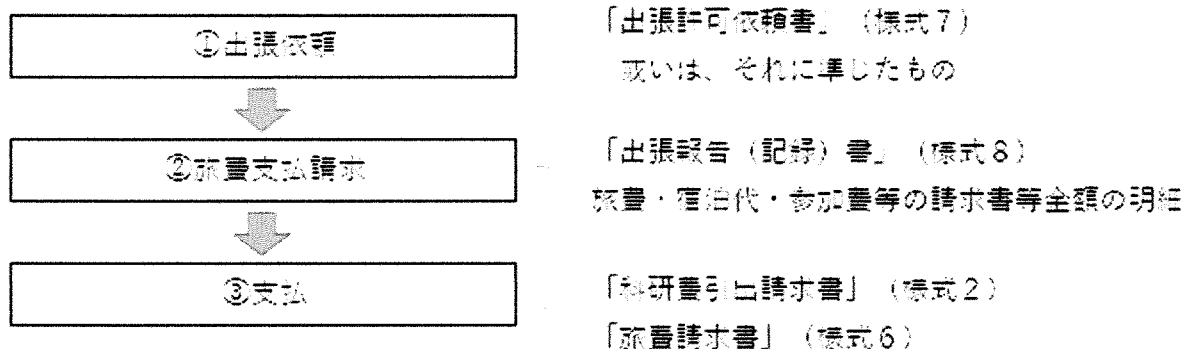 ①出張依頼
「出張許可依頼書」（様式７）
或いは、それに準じたもの
②旅費支払請求
「出張報告（記録）書」（様式８）
旅費・宿泊代・参加費等の請求書等金額の明細
③支払
「科研費引出請求書」（様式２）
「旅費請求書」（様式６）